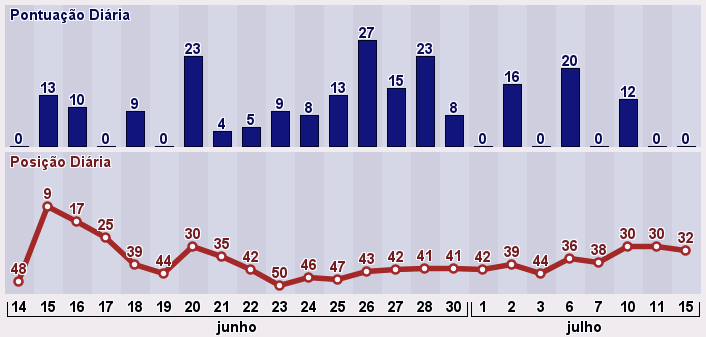 Pontuação Diária
0 13 10 0 9 0 23 4 5 9 8 13 27 15 23 8 0 16 0 20 0 12 0 0
Posição Diária
48 9 17 25 39 44 30 35 42 50 46 47 43 42 41 41 42 39 44 36 38 30 30 32
14 15 16 17 18 19 20 21 22 23 24 25 26 27 28 30 1 2 3 6 7 10 11 15
junho julho